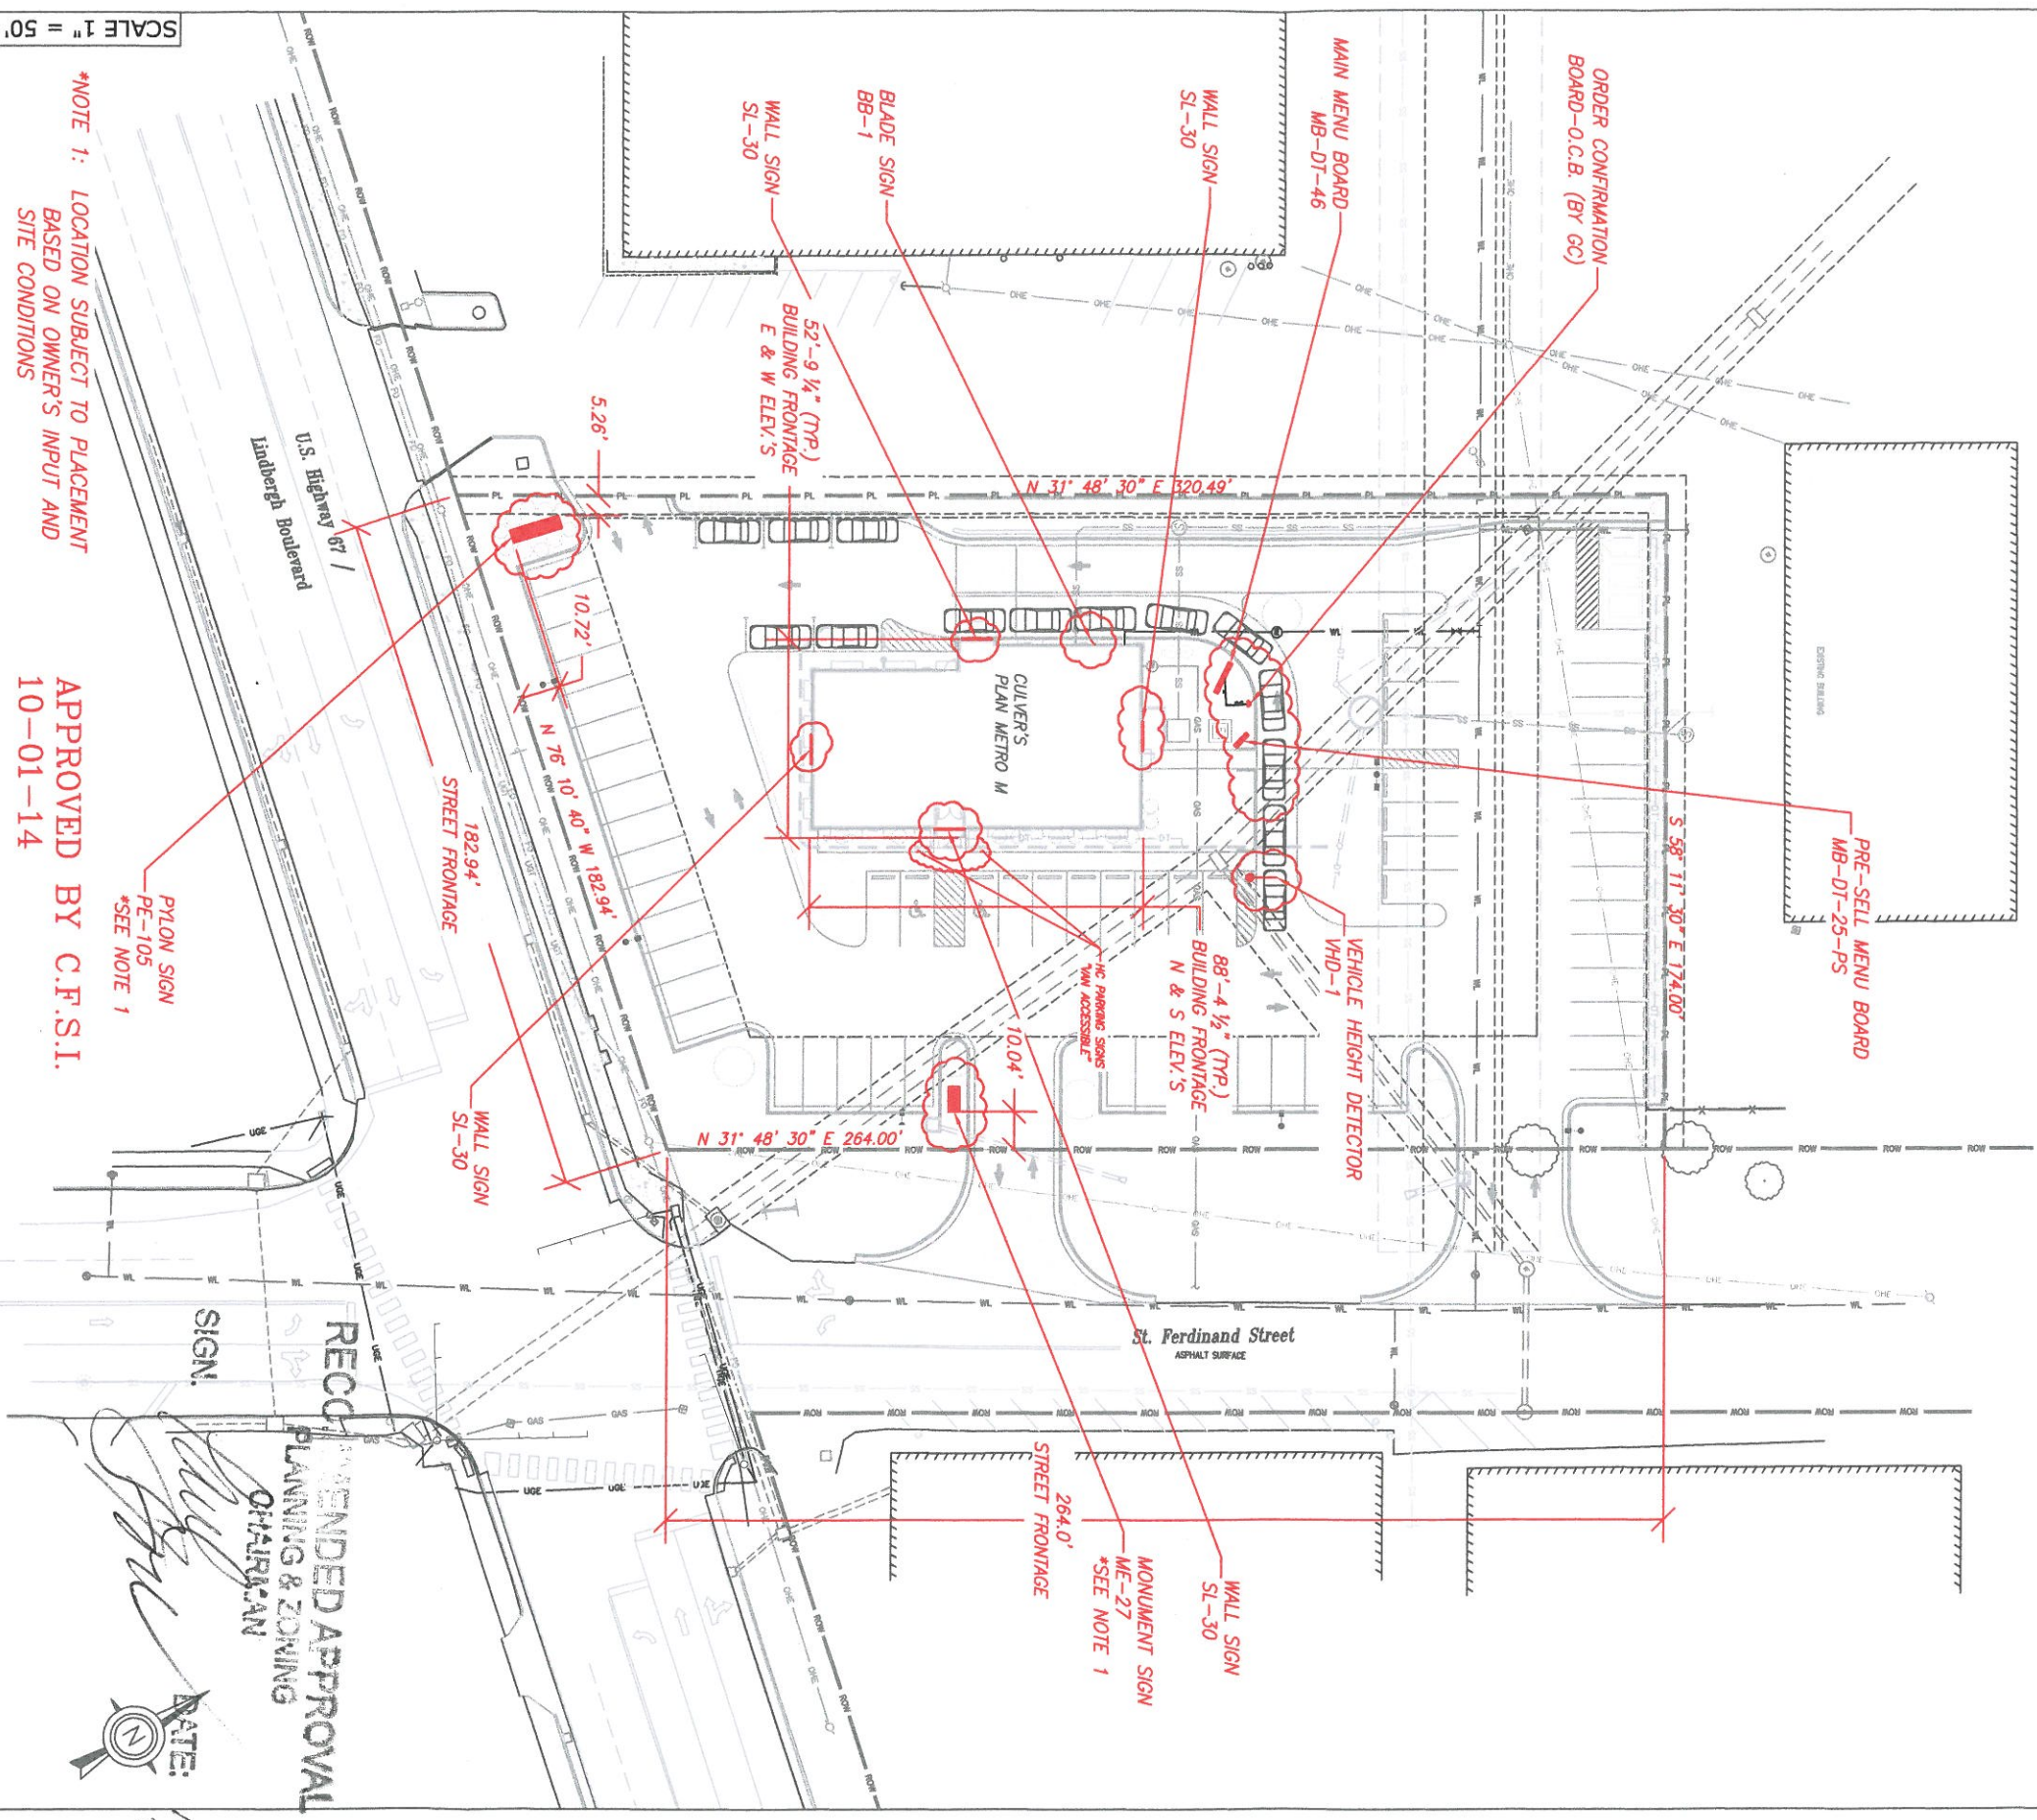 SCALE 1" = 50'
ORDER CONFIRMATION
BOARD-O.C.B. (BY GC)
MAIN MENU BOARD
MB-DT-46
WALL SIGN
SL-30
BLADE SIGN
BB-1
WALL SIGN
SL-30
52'-9 ¼" (TYP.)
BUILDING FRONTAGE
E & W ELEV.'S
5.26'
10.72'
N 31° 48' 30" E 320.49'
EXISTING BUILDING
PRE-SELL MENU BOARD
MB-DT-25-PS
S 58° 11' 30" E 174.00'
CULVER'S
PLAN METRO M
VEHICLE HEIGHT DETECTOR
VHD-1
88'-4 ½" (TYP.)
BUILDING FRONTAGE
N & S ELEV.'S
HC PARKING SIGNS
"VAN ACCESSIBLE"
10.04'
N 76° 10' 40" W 182.94'
182.94'
STREET FRONTAGE
N 31° 48' 30" E 264.00'
U.S. Highway 67 /
Lindbergh Boulevard
St. Ferdinand Street
ASPHALT SURFACE
264.0'
STREET FRONTAGE
WALL SIGN
SL-30
MONUMENT SIGN
ME-27
*SEE NOTE 1
WALL SIGN
SL-30
PYLON SIGN
PE-105
*SEE NOTE 1
*NOTE 1: LOCATION SUBJECT TO PLACEMENT
BASED ON OWNER'S INPUT AND
SITE CONDITIONS
APPROVED BY C.F.S.I.
10-01-14
RECOMMENDED APPROVAL
PLANNING & ZONING
CHAIRMAN
SIGN.
DATE:
N